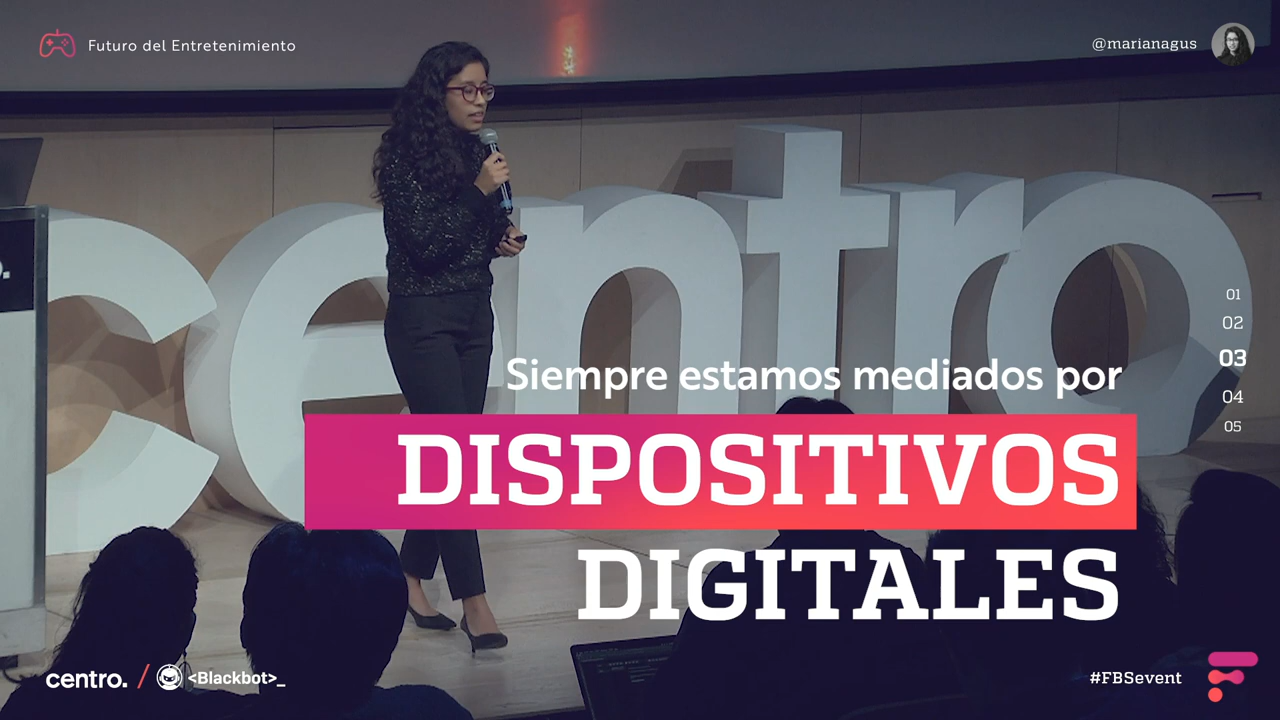 Futuro del Entretenimiento
@marianagus
centro
01
02
03
04
05
Siempre estamos mediados por
DISPOSITIVOS
DIGITALES
centro. / <Blackbot>_
#FBSevent